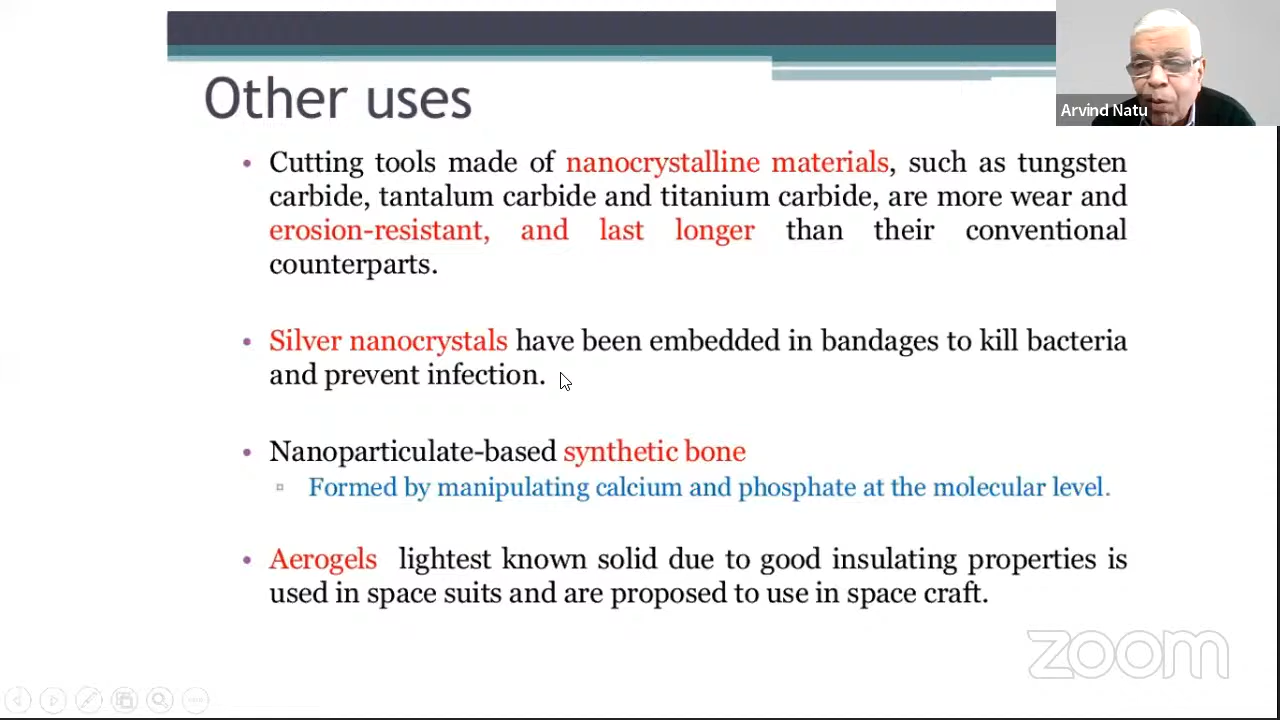 Other uses
Arvind Natu
• Cutting tools made of nanocrystalline materials, such as tungsten
carbide, tantalum carbide and titanium carbide, are more wear and
erosion-resistant, and last longer than their conventional
counterparts.
• Silver nanocrystals have been embedded in bandages to kill bacteria
and prevent infection.
• Nanoparticulate-based synthetic bone
▫ Formed by manipulating calcium and phosphate at the molecular level.
• Aerogels lightest known solid due to good insulating properties is
used in space suits and are proposed to use in space craft.
zoom